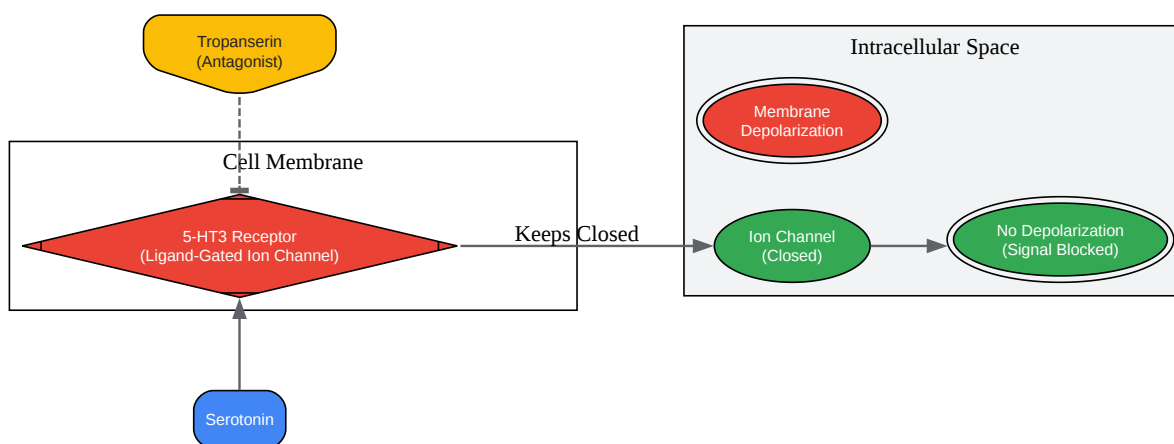 Tropanserin
(Antagonist)
Intracellular Space
Membrane
Depolarization
Cell Membrane
5-HT3 Receptor
(Ligand-Gated Ion Channel)
Keeps Closed
Ion Channel
(Closed)
No Depolarization
(Signal Blocked)
Serotonin